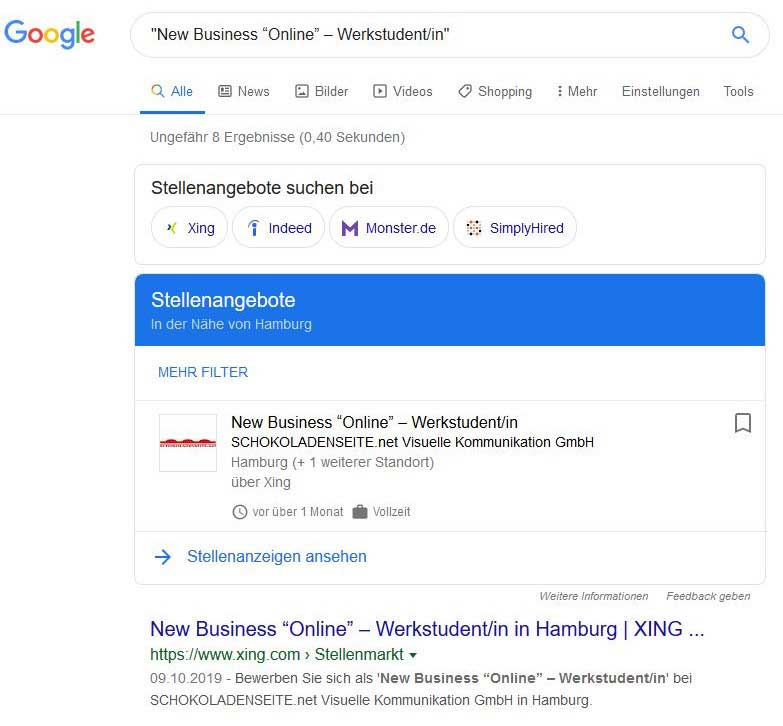 Google
"New Business “Online” – Werkstudent/in"
Alle News Bilder Videos Shopping Mehr Einstellungen Tools
Ungefähr 8 Ergebnisse (0,40 Sekunden)
Stellenangebote suchen bei
Xing Indeed Monster.de SimplyHired
Stellenangebote
In der Nähe von Hamburg
MEHR FILTER
New Business “Online” – Werkstudent/in
SCHOKOLADENSEITE.net Visuelle Kommunikation GmbH
Hamburg (+ 1 weiterer Standort)
über Xing
vor über 1 Monat Vollzeit
Stellenanzeigen ansehen
Weitere Informationen Feedback geben
New Business “Online” – Werkstudent/in in Hamburg | XING ...
https://www.xing.com › Stellenmarkt
09.10.2019 - Bewerben Sie sich als 'New Business “Online” – Werkstudent/in' bei
SCHOKOLADENSEITE.net Visuelle Kommunikation GmbH in Hamburg.